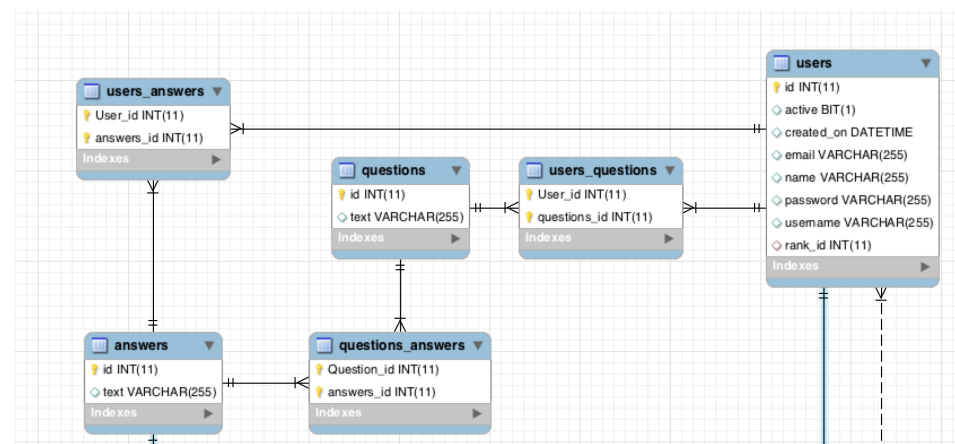 users
id INT(11)
active BIT(1)
created_on DATETIME
email VARCHAR(255)
name VARCHAR(255)
password VARCHAR(255)
username VARCHAR(255)
rank_id INT(11)
Indexes
users_answers
User_id INT(11)
answers_id INT(11)
Indexes
questions
id INT(11)
text VARCHAR(255)
Indexes
users_questions
User_id INT(11)
questions_id INT(11)
Indexes
answers
id INT(11)
text VARCHAR(255)
Indexes
questions_answers
Question_id INT(11)
answers_id INT(11)
Indexes